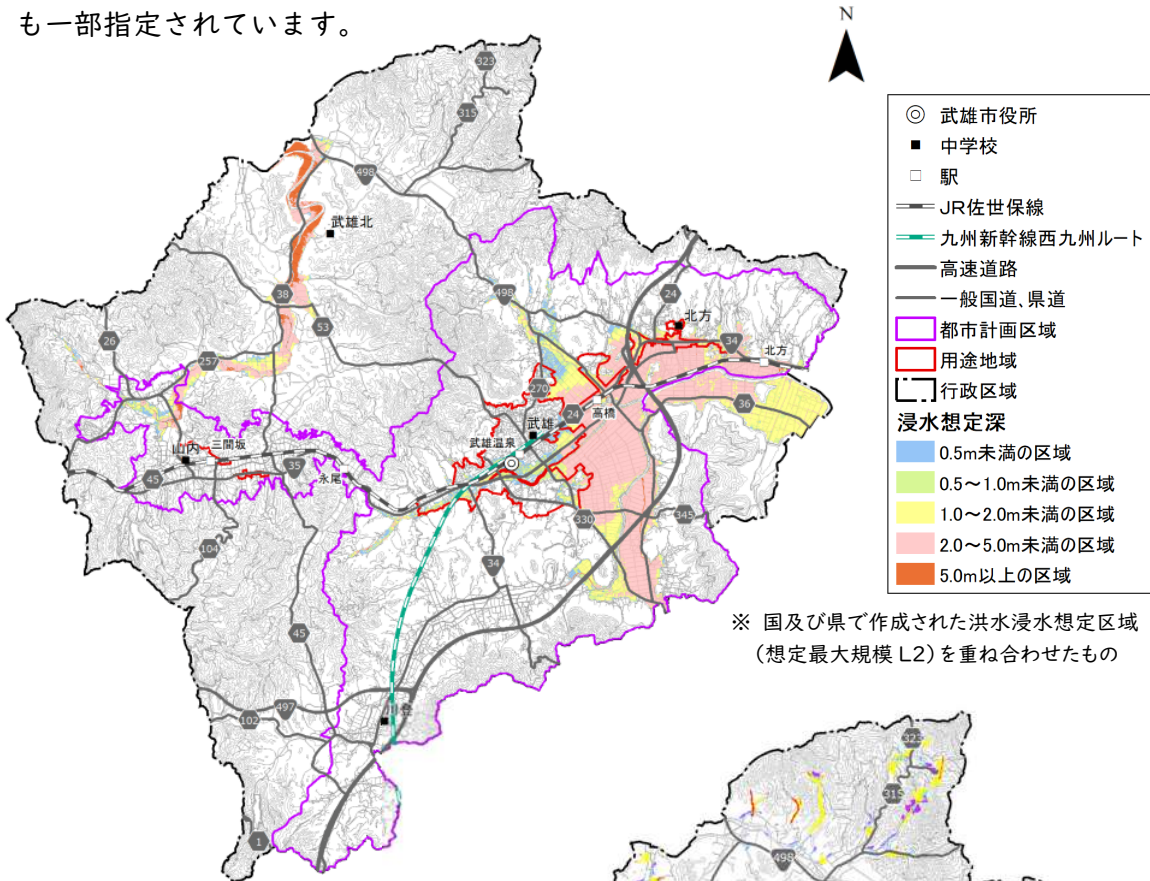 も一部指定されています。
N
323
315
498
武雄北
38
53
26
257
498
24
北方
34
北方
270
24
高橋
36
武雄
武雄温泉
山内
三間坂
45
35
永尾
330
345
104
34
45
497
102
川登
1
◎ 武雄市役所
■ 中学校
□ 駅
JR佐世保線
九州新幹線西九州ルート
高速道路
一般国道、県道
都市計画区域
用途地域
行政区域
浸水想定深
0.5m未満の区域
0.5～1.0m未満の区域
1.0～2.0m未満の区域
2.0～5.0m未満の区域
5.0m以上の区域
※ 国及び県で作成された洪水浸水想定区域
(想定最大規模 L2)を重ね合わせたもの
323
315
498